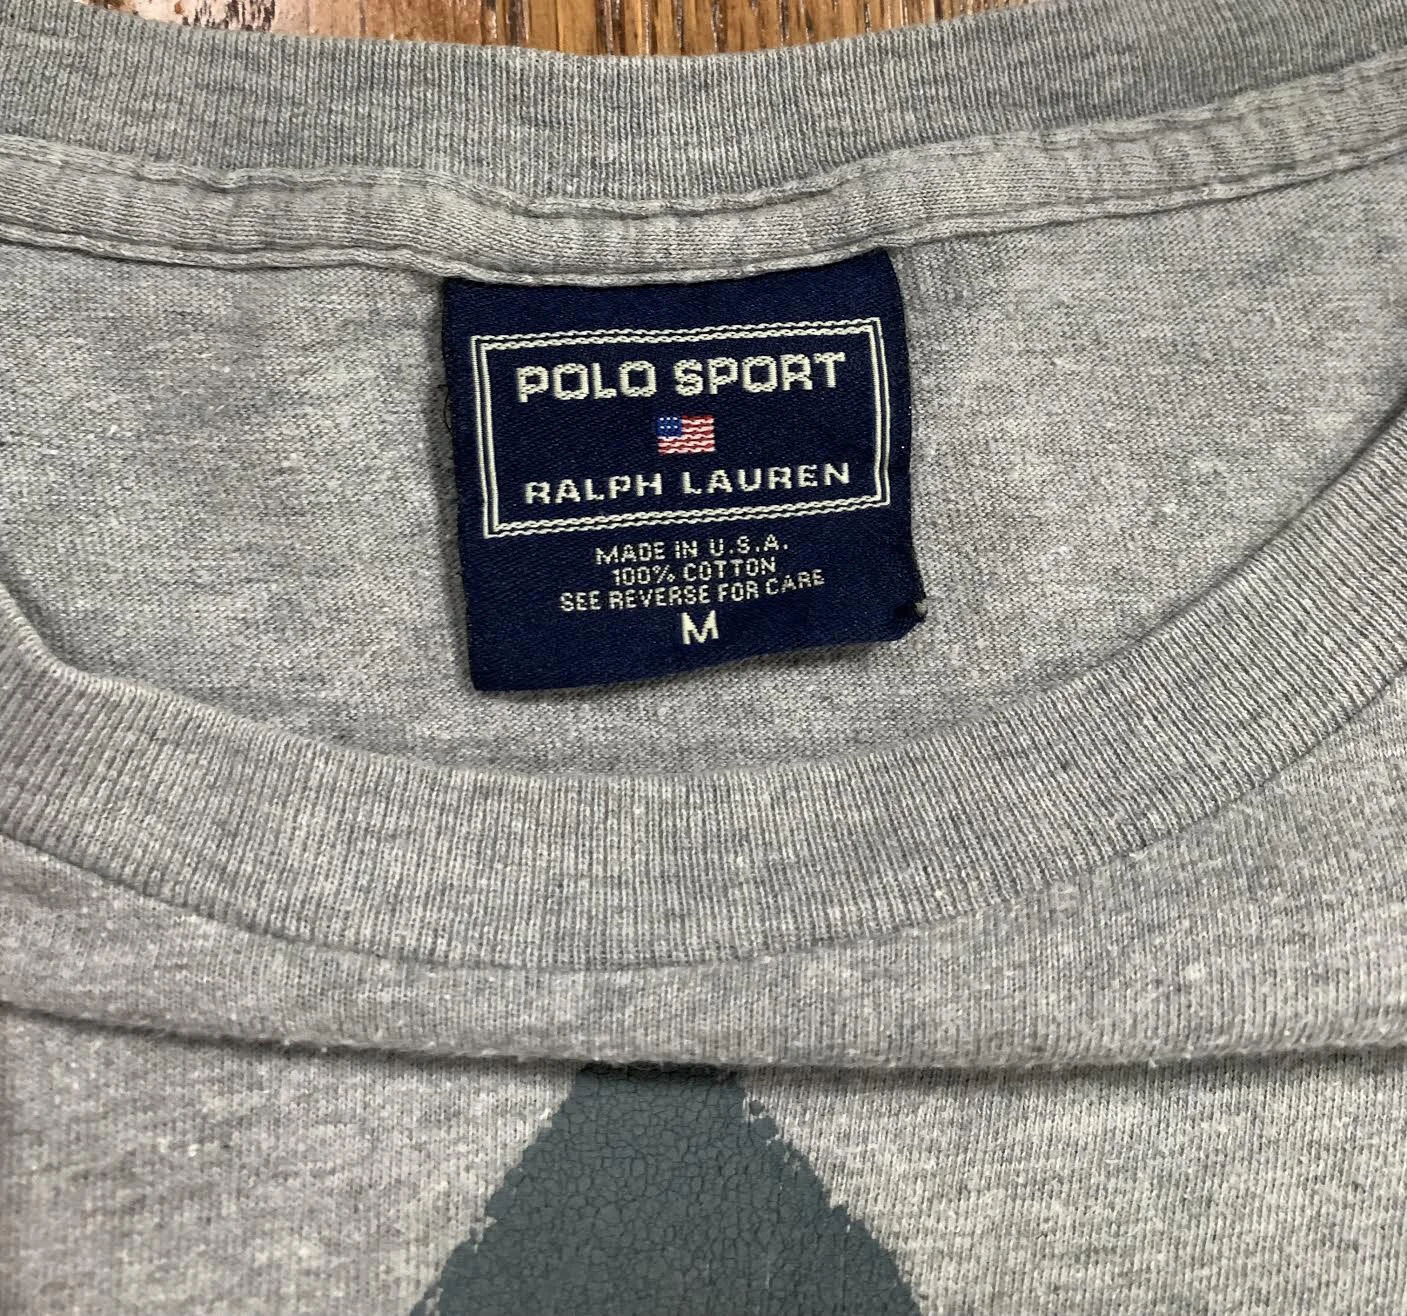 POLO SPORT
RALPH LAUREN
MADE IN U.S.A.
100% COTTON
SEE REVERSE FOR CARE
M